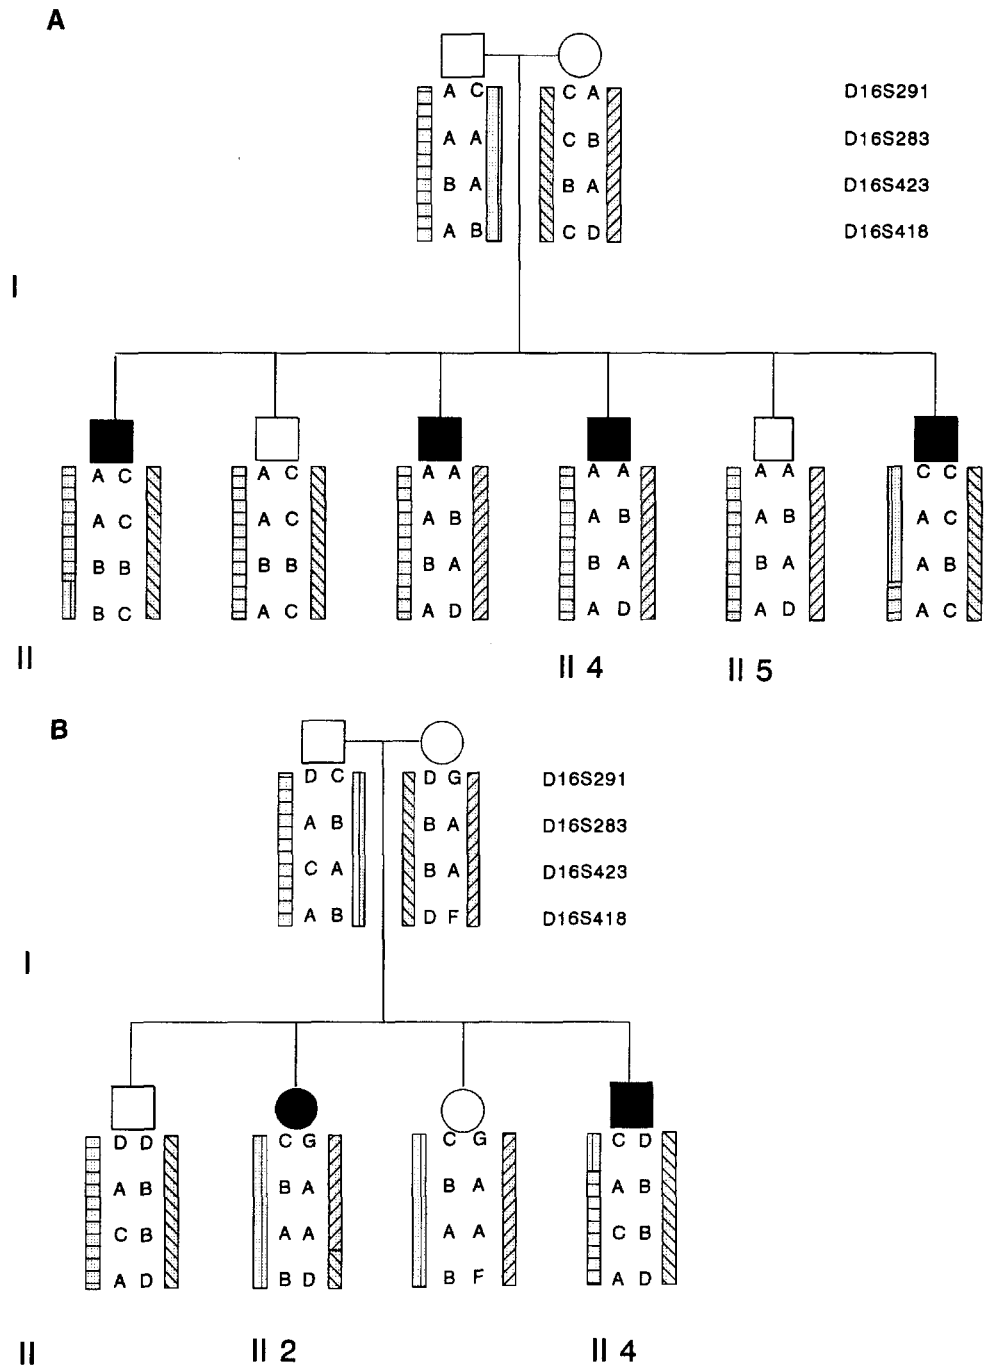 A
A C C A D16S291
A A C B D16S283
B A B A D16S423
A B C D D16S418
I
A C A C A A A A A A C C
A C A C A B A B A B A C
B B B B B A B A B A A B
B C A C A D A D A D A C
II
II 4 II 5
B
D C D G D16S291
A B B A D16S283
C A B A D16S423
A B D F D16S418
I
D D C G C G C D
A B B A B A A B
C B A A A A C B
A D B D B F A D
II II 2 II 4